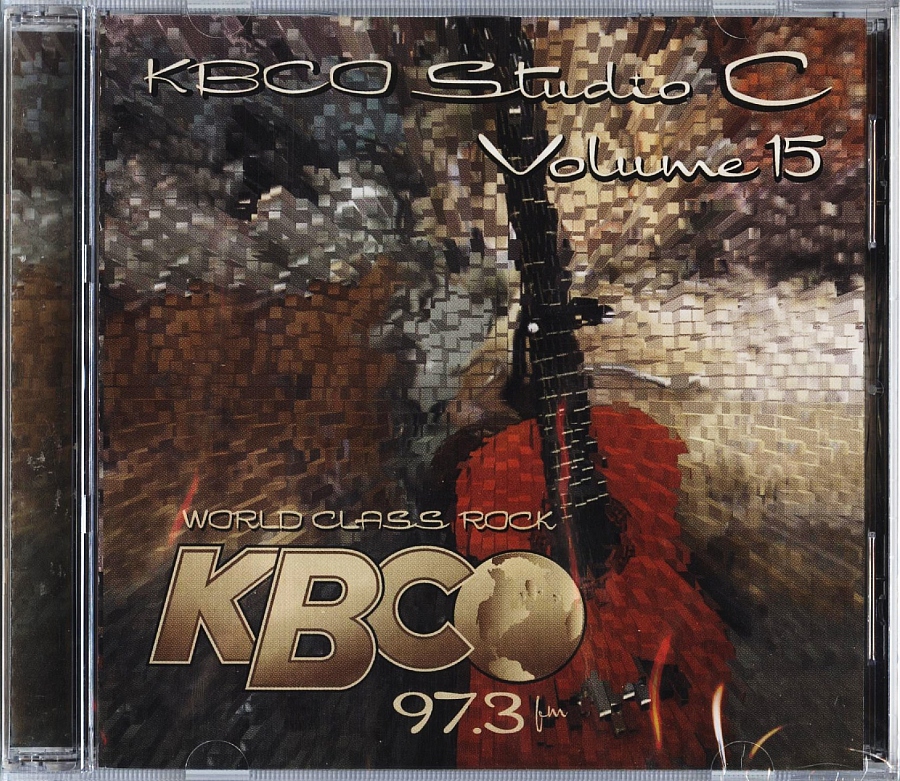 KBCO Studio C
Volume 15
WORLD CLASS ROCK
KBCO
97.3 fm